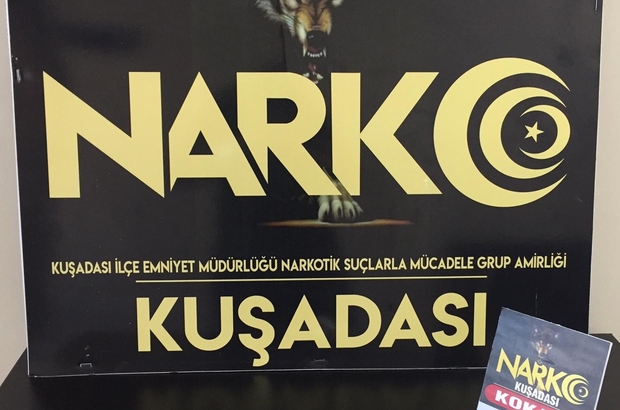 NARKO
KUŞADASI İLÇE EMNİYET MÜDÜRLÜĞÜ NARKOTİK SUÇLARLA MÜCADELE GRUP AMİRLİĞİ
KUŞADASI
NARKO
KUŞADASI